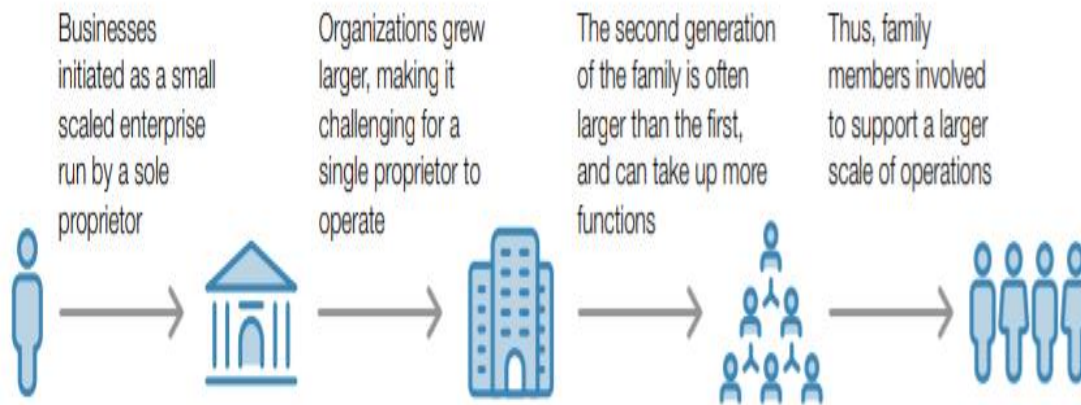 Businesses
initiated as a small
scaled enterprise
run by a sole
proprietor
Organizations grew
larger, making it
challenging for a
single proprietor to
operate
The second generation
of the family is often
larger than the first,
and can take up more
functions
Thus, family
members involved
to support a larger
scale of operations